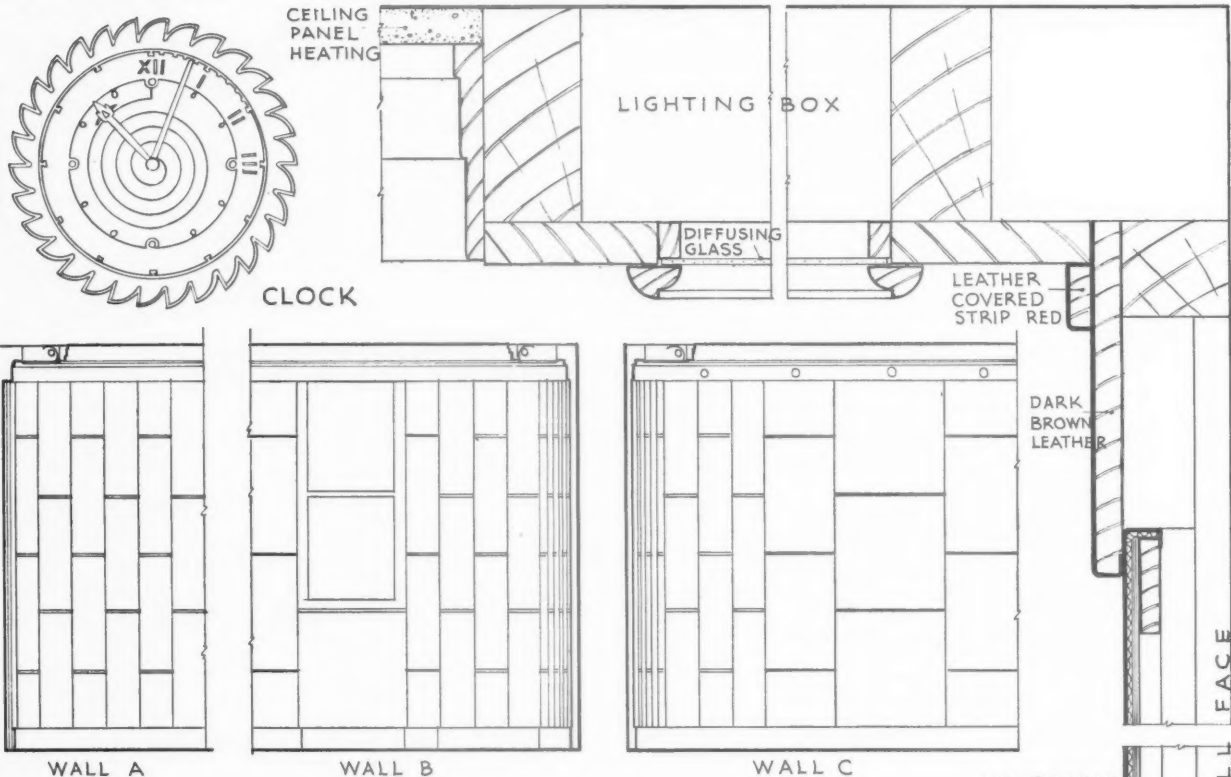 CEILING
PANEL
HEATING
XII
I
II
III
CLOCK
LIGHTING BOX
DIFFUSING
GLASS
LEATHER
COVERED
STRIP RED
DARK
BROWN
LEATHER
FACE
WALL A
WALL B
WALL C